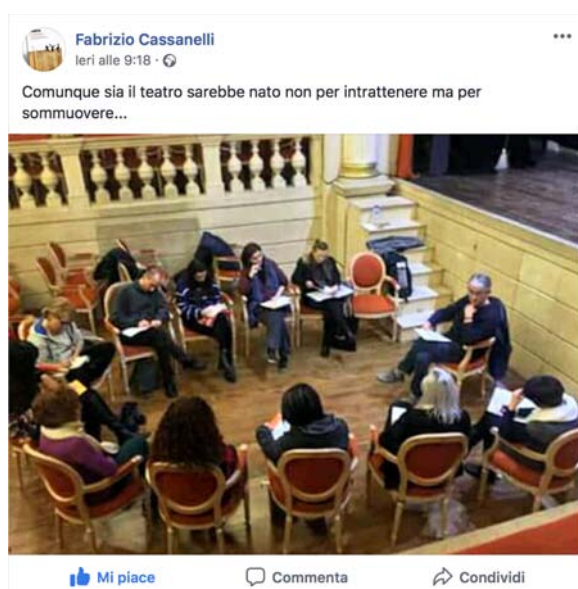 Fabrizio Cassanelli
Ieri alle 9:18 ·
Comunque sia il teatro sarebbe nato non per intrattenere ma per
sommuovere...
Mi piace
Commenta
Condividi